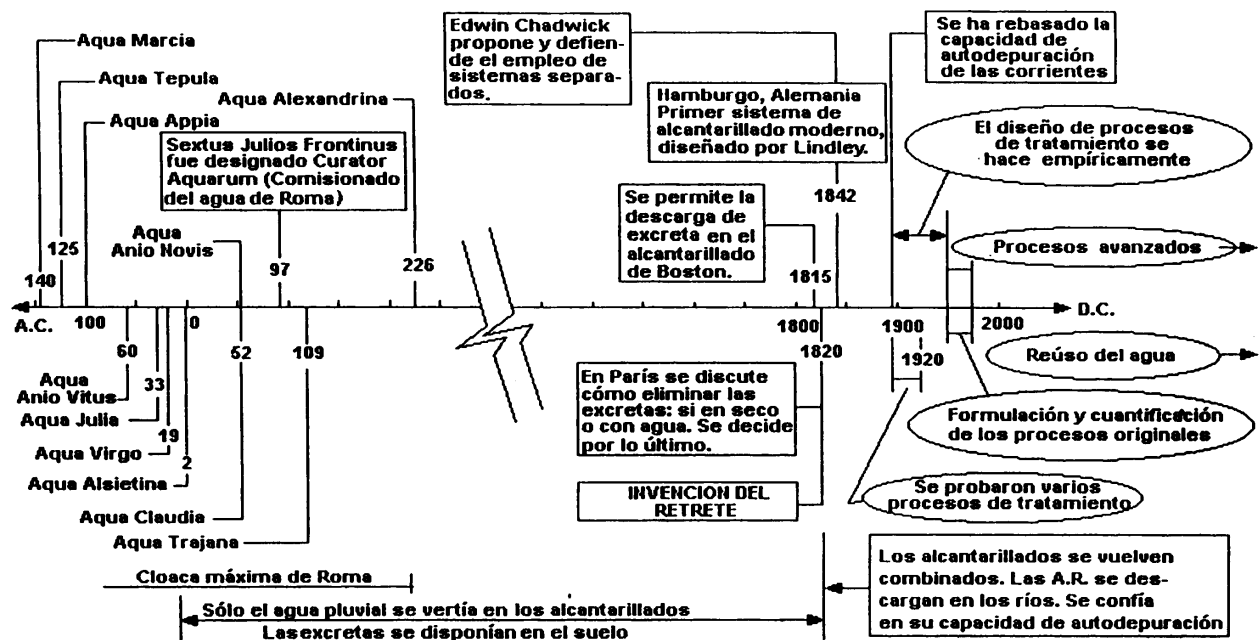 Aqua Marcia
Aqua Tepula
Aqua Alexandrina
Aqua Appia
Sextus Julios Frontinus
fue designado Curator
Aquarum (Comisionado
del agua de Roma)
Aqua
Anio Novis
140
125
97
226
Edwin Chadwick
propone y defien-
de el empleo de
sistemas separa-
dos.
Hamburgo, Alemania
Primer sistema de
alcantarillado moderno,
diseñado por Lindley.
Se permite la
descarga de
excreta en el
alcantarillado
de Boston.
1842
1815
Se ha rebasado la
capacidad de
autodepuración
de las corrientes
El diseño de procesos
de tratamiento se
hace empíricamente
Procesos avanzados
A.C.
100
0
1800
1900
2000
D.C.
60
33
19
2
52
109
1820
1920
Aqua
Anio Vitus
Aqua Julia
Aqua Virgo
Aqua Alsietina
Aqua Claudia
Aqua Trajana
En París se discute
cómo eliminar las
excretas: si en seco
o con agua. Se decide
por lo último.
INVENCION DEL
RETRETE
Reúso del agua
Formulación y cuantificación
de los procesos originales
Se probaron varios
procesos de tratamiento
Cloaca máxima de Roma
Sólo el agua pluvial se vertía en los alcantarillados
Las excretas se disponían en el suelo
Los alcantarillados se vuelven
combinados. Las A.R. se des-
cargan en los ríos. Se confía
en su capacidad de autodepuración